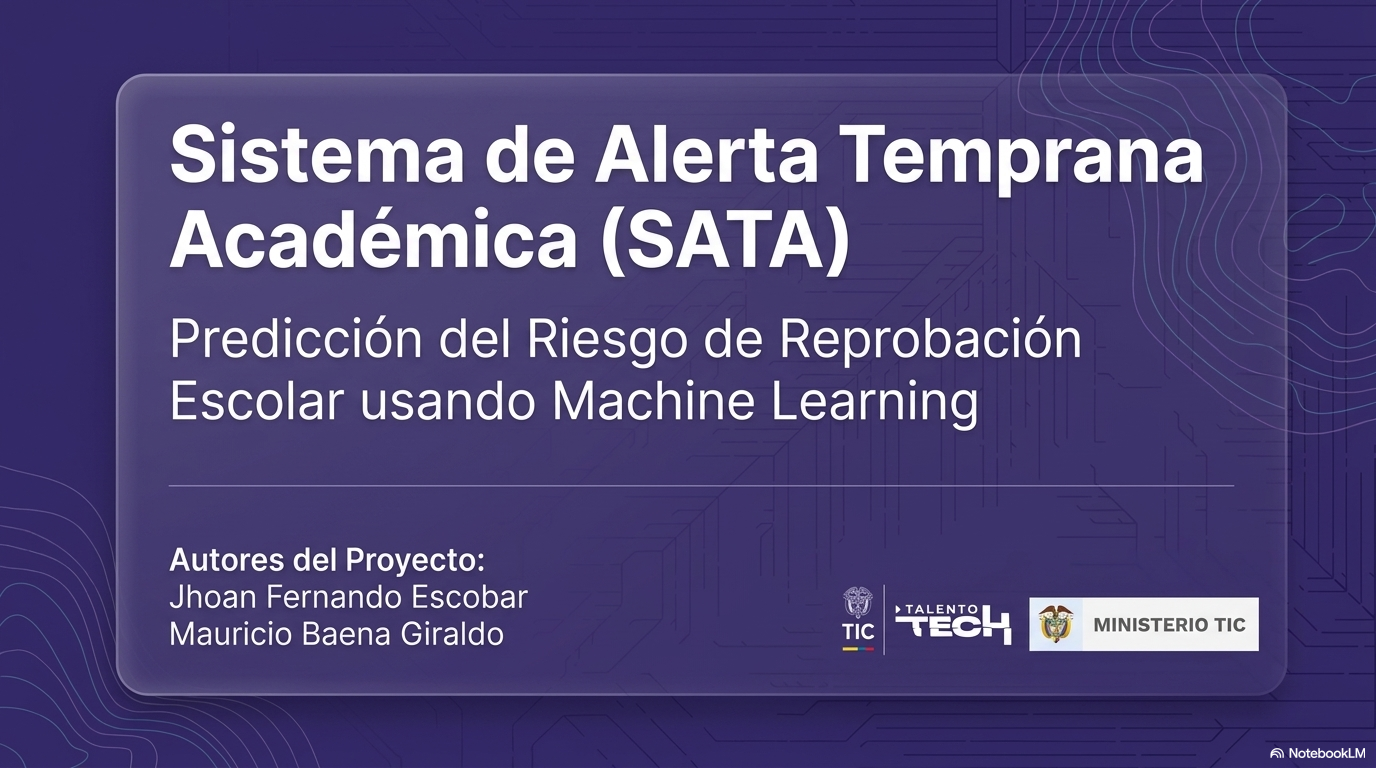 Sistema de Alerta Temprana
Académica (SATA)
Predicción del Riesgo de Reprobación
Escolar usando Machine Learning
Autores del Proyecto:
Jhoan Fernando Escobar
Mauricio Baena Giraldo
TIC
TALENTO
TECH
MINISTERIO TIC
NotebookLM